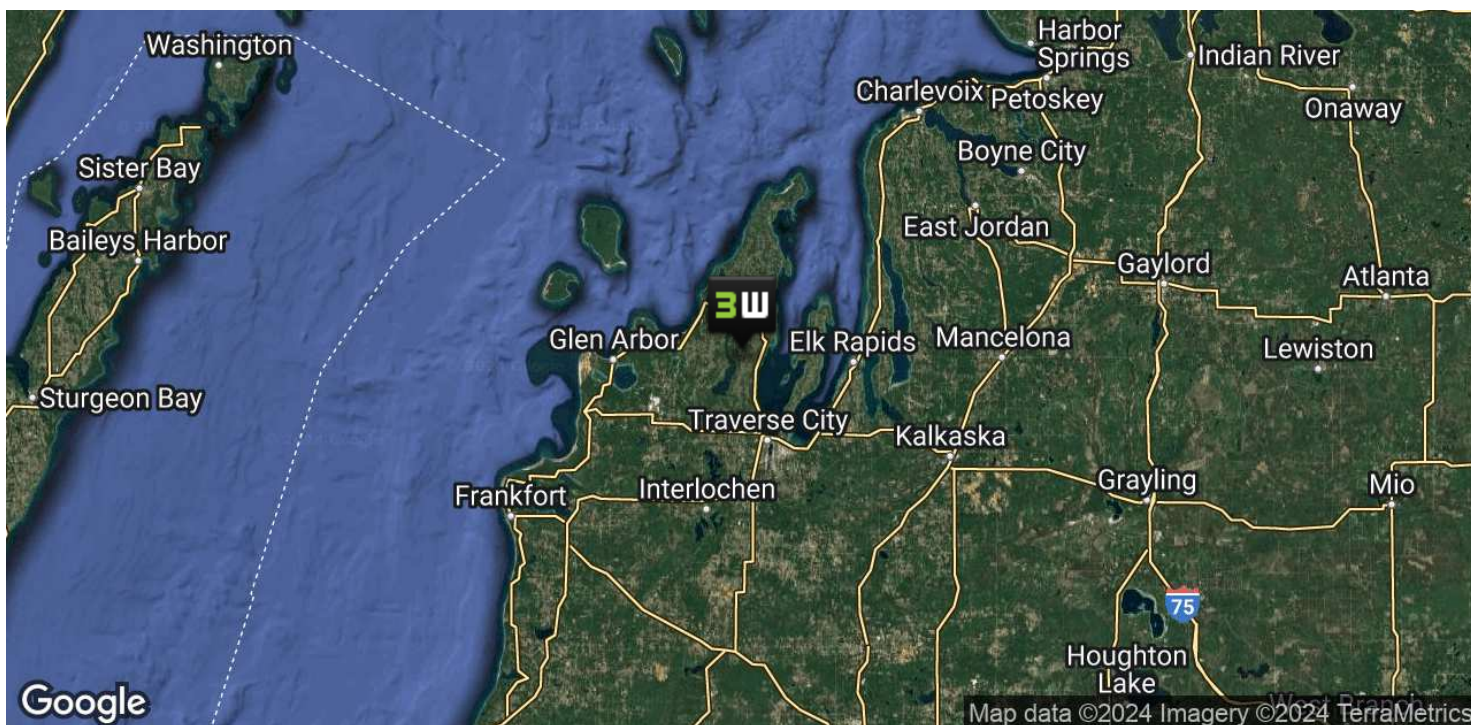 Washington
Harbor
Springs
Indian River
Charlevoix
Petoskey
Onaway
Boyne City
Sister Bay
Baileys Harbor
East Jordan
Gaylord
Atlanta
3W
Glen Arbor
Elk Rapids
Mancelona
Lewiston
Sturgeon Bay
Traverse City
Kalkaska
Frankfort
Interlochen
Grayling
Mio
75
Houghton
Lake
West Branch
Google
Map data ©2024 Imagery ©2024 TerraMetrics